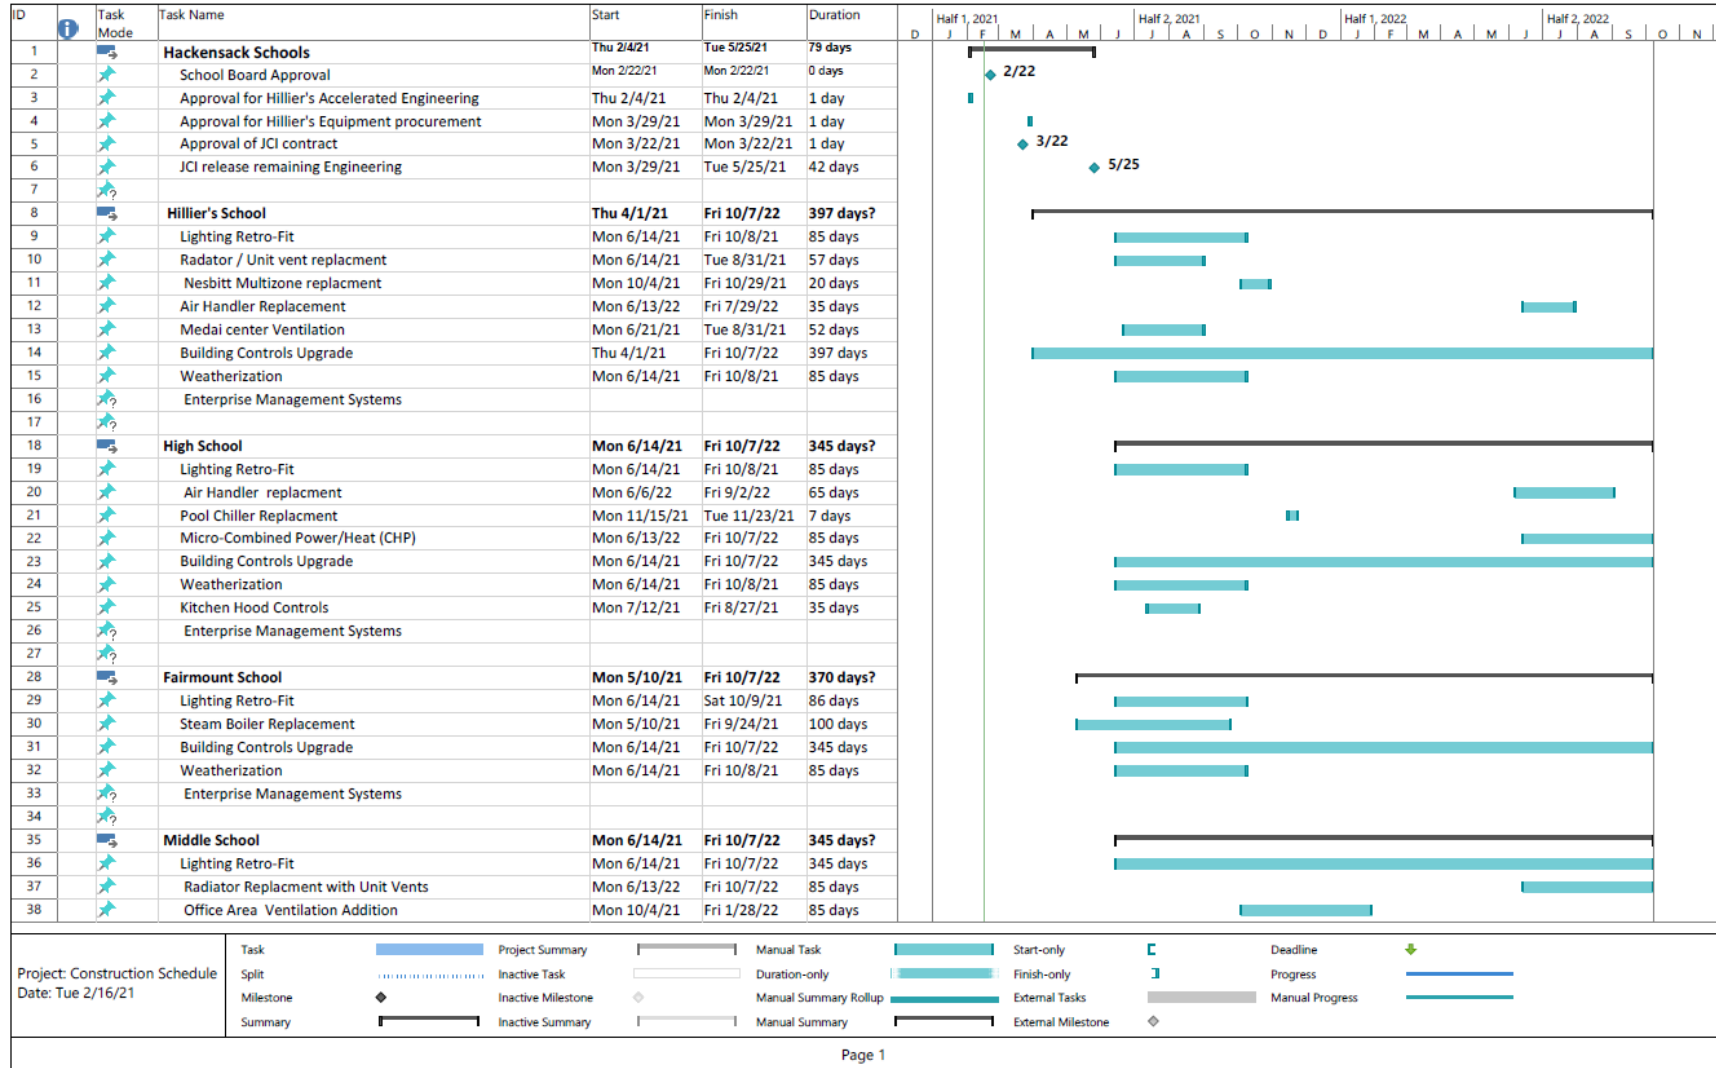 ID Task Mode Task Name Start Finish Duration
Half 1, 2021 Half 2, 2021 Half 1, 2022 Half 2, 2022
D J F M A M J J A S O N D J F M A M J J A S O N
1 Hackensack Schools Thu 2/4/21 Tue 5/25/21 79 days
2 School Board Approval Mon 2/22/21 Mon 2/22/21 0 days 2/22
3 Approval for Hillier's Accelerated Engineering Thu 2/4/21 Thu 2/4/21 1 day
4 Approval for Hillier's Equipment procurement Mon 3/29/21 Mon 3/29/21 1 day
5 Approval of JCI contract Mon 3/22/21 Mon 3/22/21 1 day 3/22
6 JCI release remaining Engineering Mon 3/29/21 Tue 5/25/21 42 days 5/25
7 ?
8 Hillier's School Thu 4/1/21 Fri 10/7/22 397 days?
9 Lighting Retro-Fit Mon 6/14/21 Fri 10/8/21 85 days
10 Radator / Unit vent replacment Mon 6/14/21 Tue 8/31/21 57 days
11 Nesbitt Multizone replacment Mon 10/4/21 Fri 10/29/21 20 days
12 Air Handler Replacement Mon 6/13/22 Fri 7/29/22 35 days
13 Medai center Ventilation Mon 6/21/21 Tue 8/31/21 52 days
14 Building Controls Upgrade Thu 4/1/21 Fri 10/7/22 397 days
15 Weatherization Mon 6/14/21 Fri 10/8/21 85 days
16 ? Enterprise Management Systems
17 ?
18 High School Mon 6/14/21 Fri 10/7/22 345 days?
19 Lighting Retro-Fit Mon 6/14/21 Fri 10/8/21 85 days
20 Air Handler replacment Mon 6/6/22 Fri 9/2/22 65 days
21 Pool Chiller Replacment Mon 11/15/21 Tue 11/23/21 7 days
22 Micro-Combined Power/Heat (CHP) Mon 6/13/22 Fri 10/7/22 85 days
23 Building Controls Upgrade Mon 6/14/21 Fri 10/7/22 345 days
24 Weatherization Mon 6/14/21 Fri 10/8/21 85 days
25 Kitchen Hood Controls Mon 7/12/21 Fri 8/27/21 35 days
26 ? Enterprise Management Systems
27 ?
28 Fairmount School Mon 5/10/21 Fri 10/7/22 370 days?
29 Lighting Retro-Fit Mon 6/14/21 Sat 10/9/21 86 days
30 Steam Boiler Replacement Mon 5/10/21 Fri 9/24/21 100 days
31 Building Controls Upgrade Mon 6/14/21 Fri 10/7/22 345 days
32 Weatherization Mon 6/14/21 Fri 10/8/21 85 days
33 ? Enterprise Management Systems
34 ?
35 Middle School Mon 6/14/21 Fri 10/7/22 345 days?
36 Lighting Retro-Fit Mon 6/14/21 Fri 10/7/22 345 days
37 Radiator Replacment with Unit Vents Mon 6/13/22 Fri 10/7/22 85 days
38 Office Area Ventilation Addition Mon 10/4/21 Fri 1/28/22 85 days
Project: Construction Schedule
Date: Tue 2/16/21
Task Project Summary Manual Task Start-only Deadline
Split Inactive Task Duration-only Finish-only Progress
Milestone Inactive Milestone Manual Summary Rollup External Tasks Manual Progress
Summary Inactive Summary Manual Summary External Milestone
Page 1